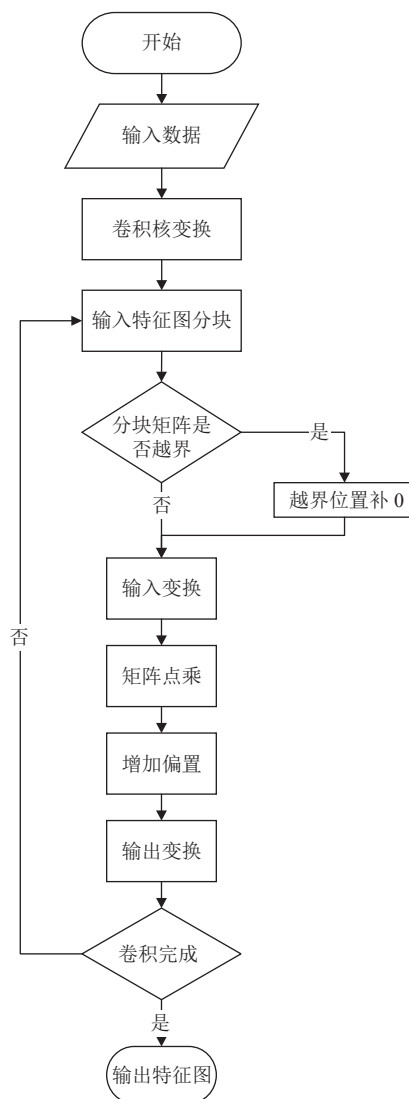 开始
输入数据
卷积核变换
输入特征图分块
分块矩阵是
否越界
是
越界位置补 0
否
输入变换
矩阵点乘
增加偏置
输出变换
否
卷积完成
是
输出特征图